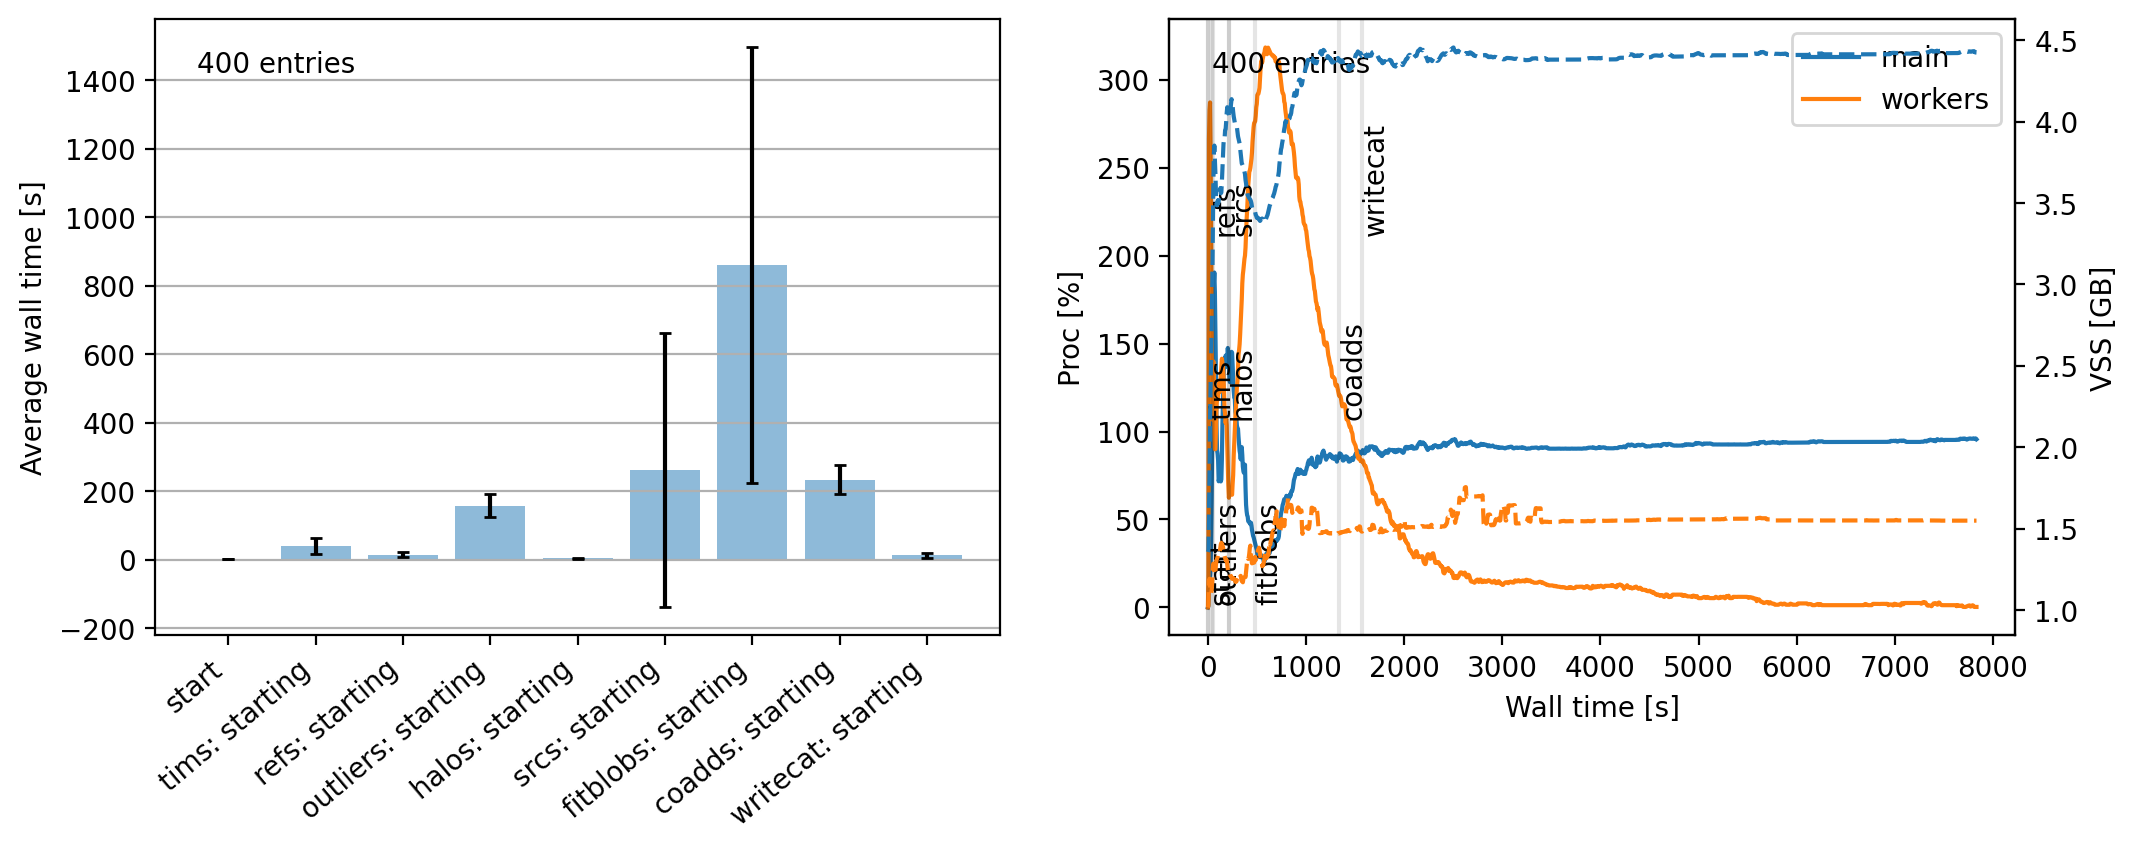 400 entries
Average wall time [s]
1400
1200
1000
800
600
400
200
0
−200
start
tims: starting
refs: starting
outliers: starting
halos: starting
srcs: starting
fitblobs: starting
coadds: starting
writecat: starting
400 entries
main
workers
Proc [%]
300
250
200
150
100
50
0
start
tims
refs
outliers
halos
srcs
fitblobs
coadds
writecat
0
1000
2000
3000
4000
5000
6000
7000
8000
Wall time [s]
4.5
4.0
3.5
3.0
2.5
2.0
1.5
1.0
VSS [GB]